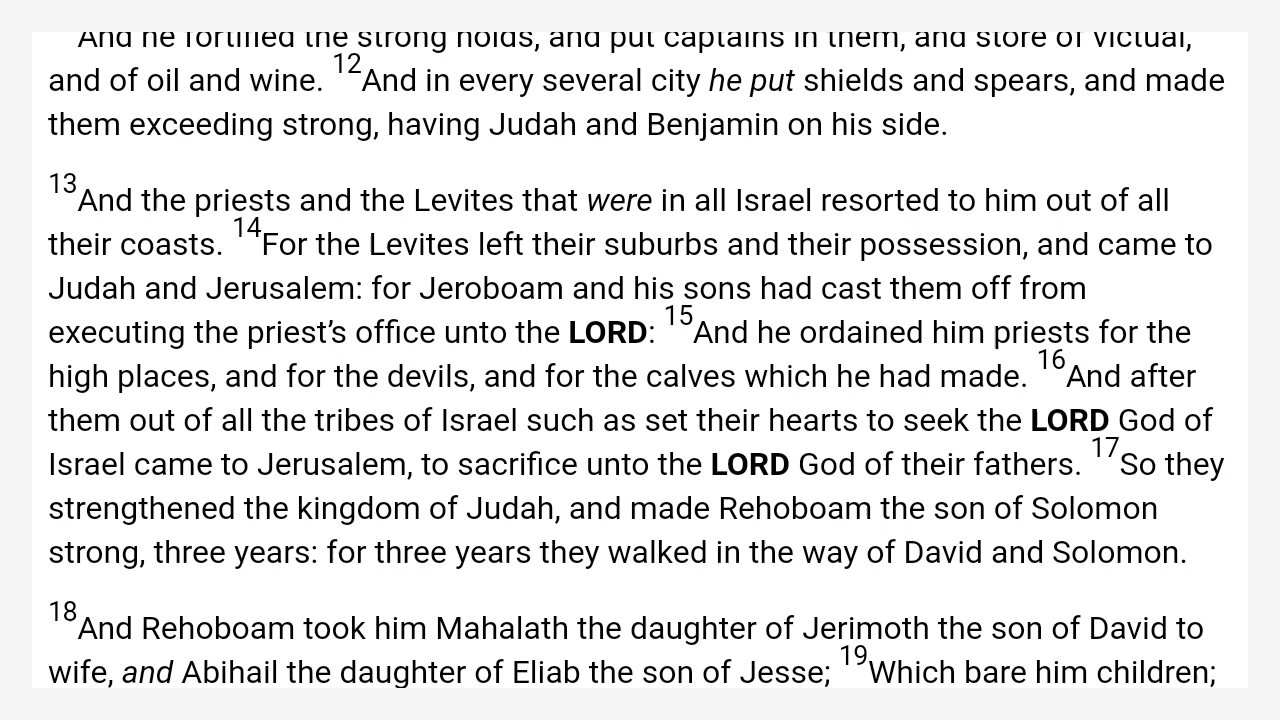 And he fortified the strong holds, and put captains in them, and store of victual,
and of oil and wine. 12And in every several city he put shields and spears, and made
them exceeding strong, having Judah and Benjamin on his side.
13And the priests and the Levites that were in all Israel resorted to him out of all
their coasts. 14For the Levites left their suburbs and their possession, and came to
Judah and Jerusalem: for Jeroboam and his sons had cast them off from
executing the priest’s office unto the LORD: 15And he ordained him priests for the
high places, and for the devils, and for the calves which he had made. 16And after
them out of all the tribes of Israel such as set their hearts to seek the LORD God of
Israel came to Jerusalem, to sacrifice unto the LORD God of their fathers. 17So they
strengthened the kingdom of Judah, and made Rehoboam the son of Solomon
strong, three years: for three years they walked in the way of David and Solomon.
18And Rehoboam took him Mahalath the daughter of Jerimoth the son of David to
wife, and Abihail the daughter of Eliab the son of Jesse; 19Which bare him children;